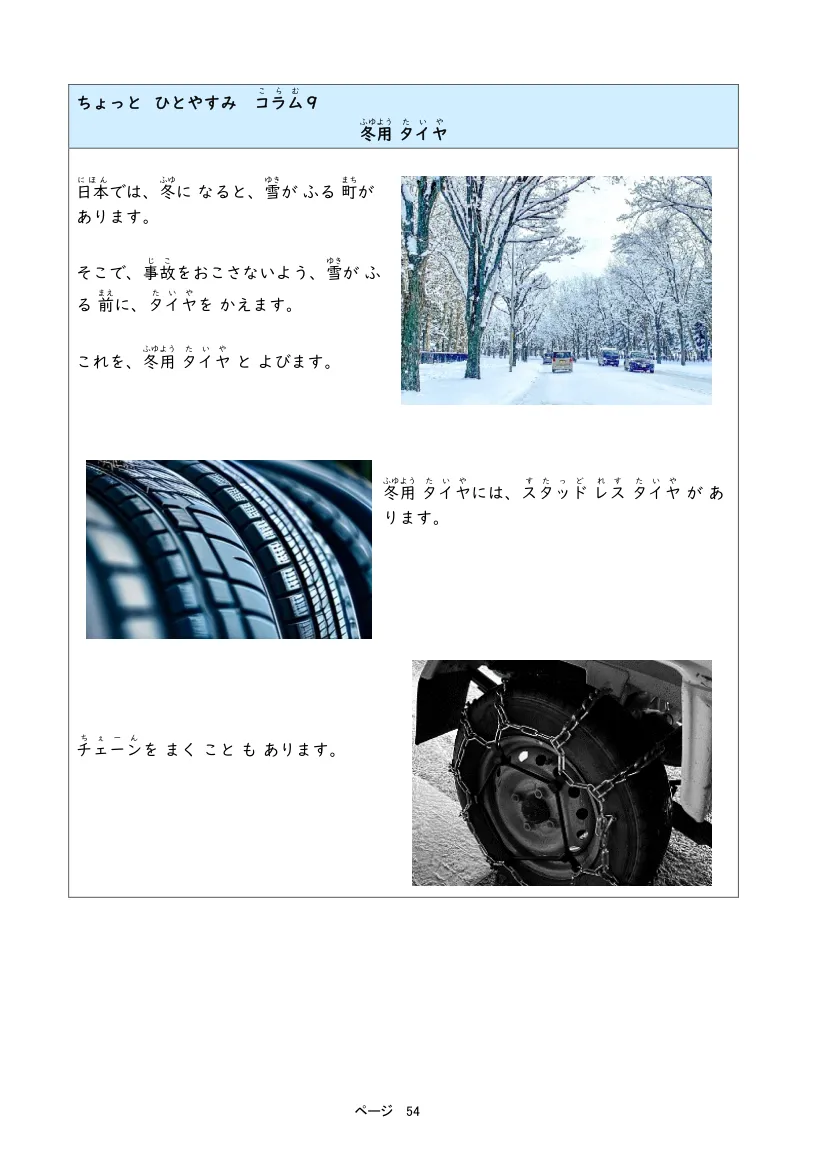 ちょっと ひとやすみ コラム9
冬用 タイヤ
日本では、冬に なると、雪が ふる 町が
あります。
そこで、事故をおこさないよう、雪が ふ
る 前に、タイヤを かえます。
これを、冬用 タイヤ と よびます。
冬用 タイヤには、スタッド レス タイヤ が あ
ります。
チェーンを まく こと も あります。
ページ 54